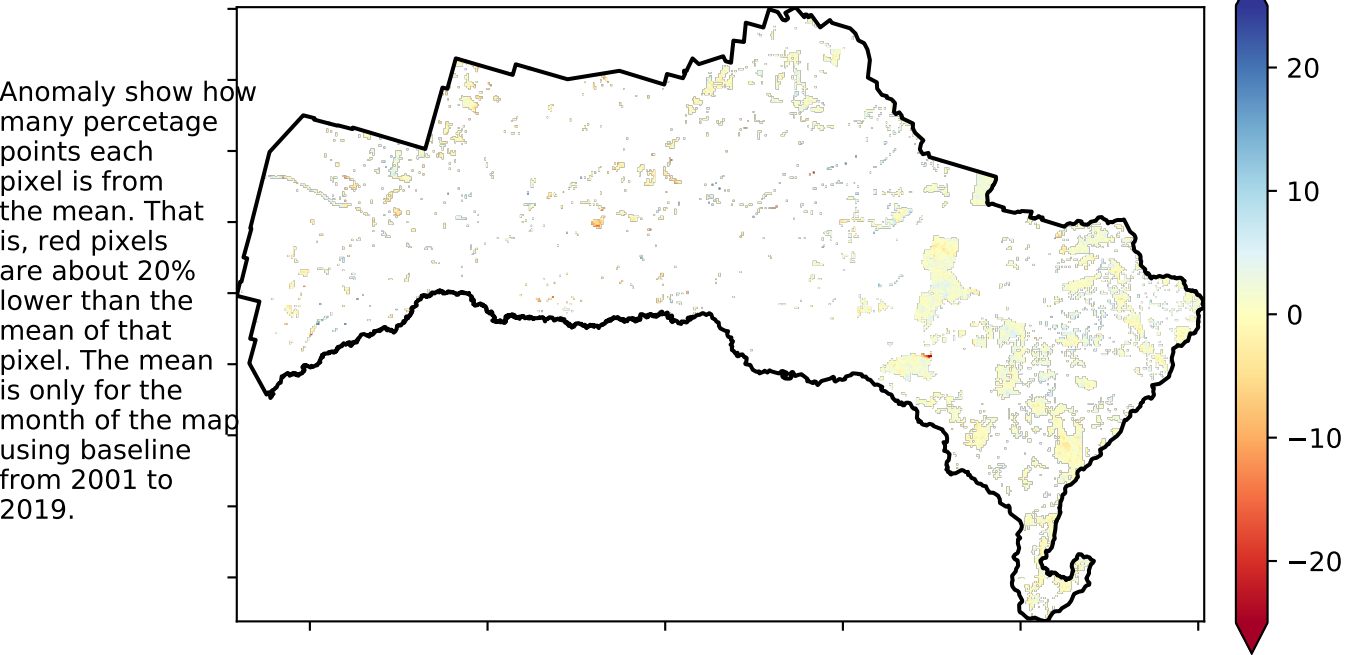 Anomaly show how
many percetage
points each
pixel is from
the mean. That
is, red pixels
are about 20%
lower than the
mean of that
pixel. The mean
is only for the
month of the map
using baseline
from 2001 to
2019.
20
10
0
−10
−20